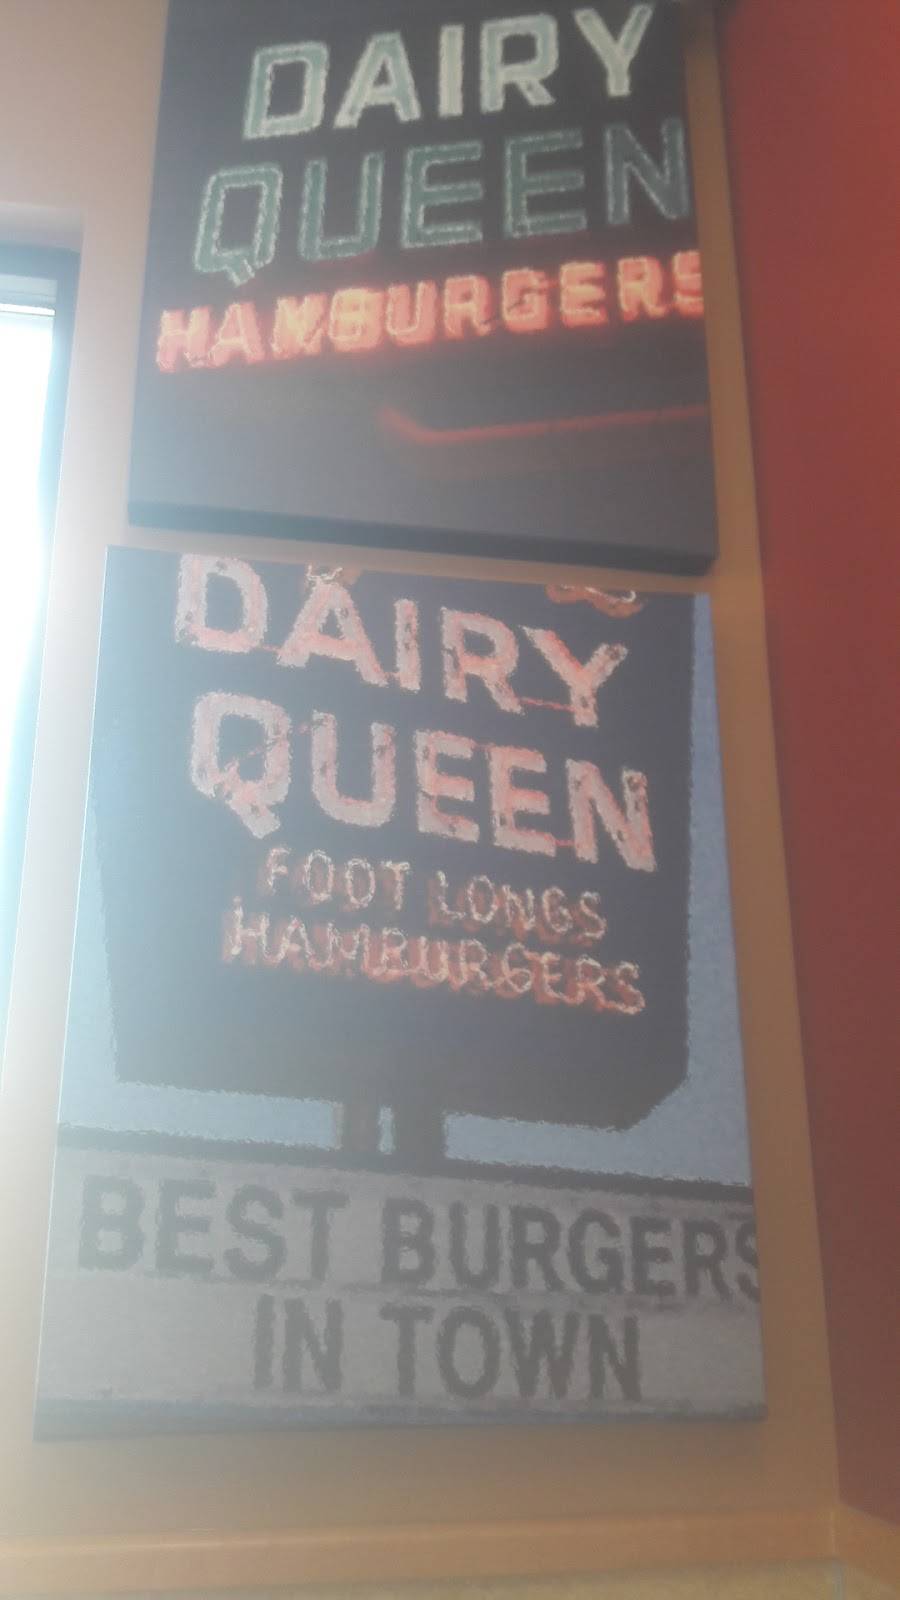 DAIRY
QUEEN
HAMBURGERS
DAIRY
QUEEN
FOOT LONGS
HAMBURGERS
BEST BURGERS
IN TOWN